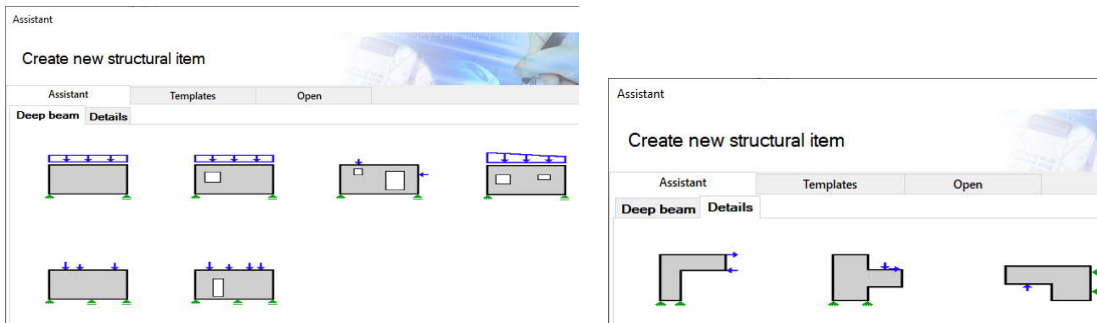 Assistant
Create new structural item
Assistant Templates Open
Deep beam Details
Assistant
Create new structural item
Assistant Templates Open
Deep beam Details